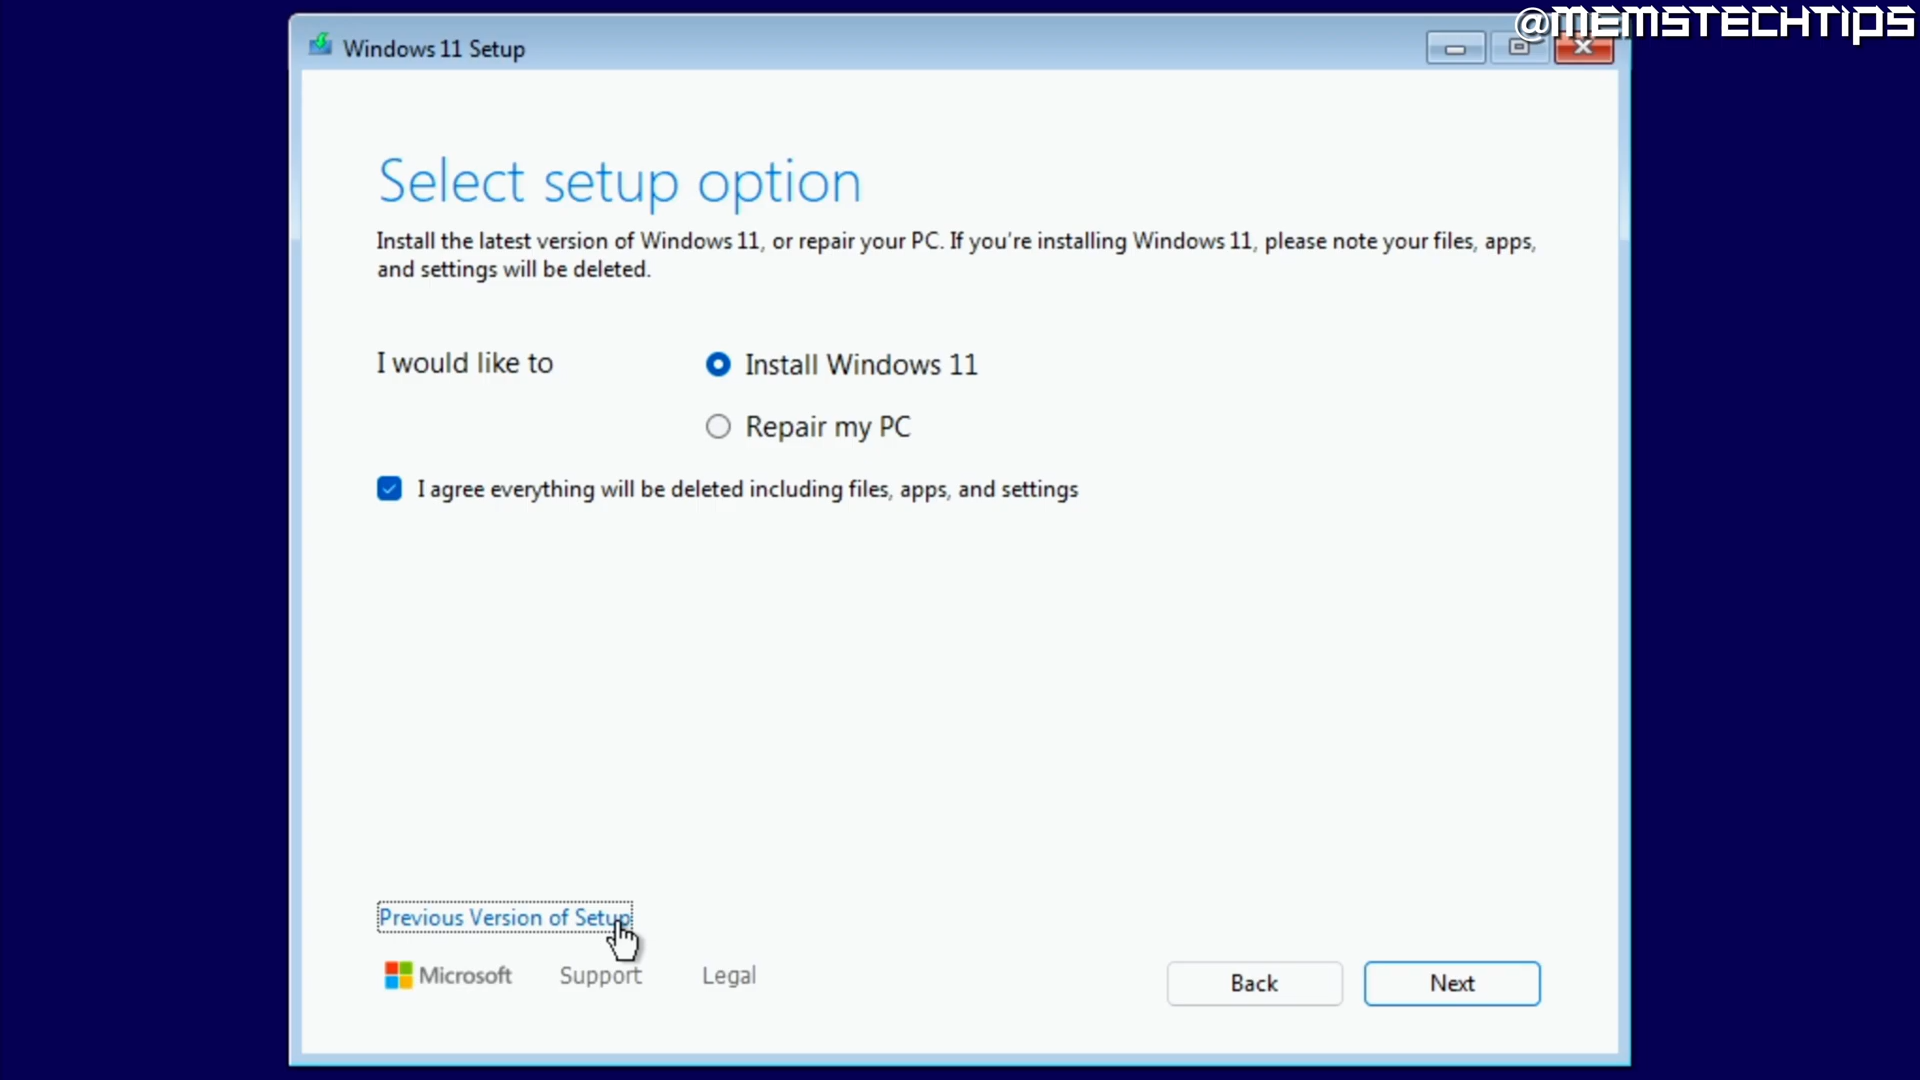 @MEMSTECHTIPS
Windows 11 Setup
Select setup option
Install the latest version of Windows 11, or repair your PC. If you're installing Windows 11, please note your files, apps,
and settings will be deleted.
I would like to
Install Windows 11
Repair my PC
I agree everything will be deleted including files, apps, and settings
Previous Version of Setup
Microsoft
Support
Legal
Back
Next